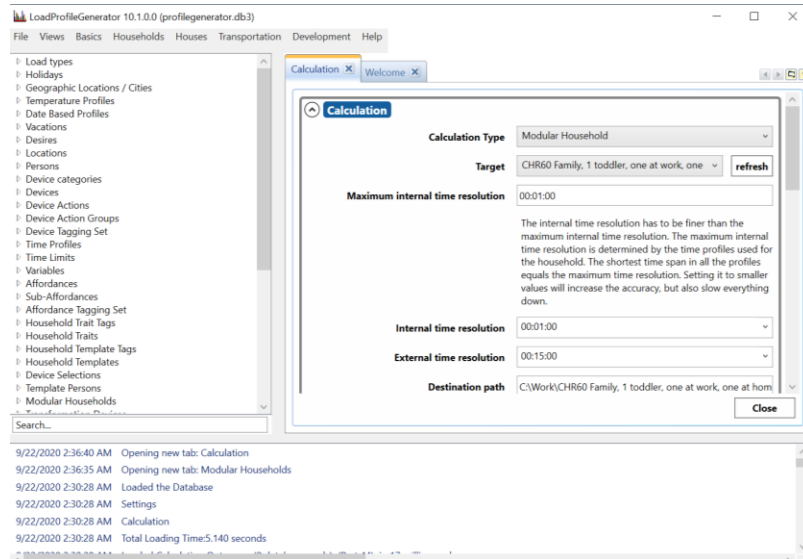 LoadProfileGenerator 10.1.0.0 (profilegenerator.db3)
File Views Basics Households Houses Transportation Development Help
Load types
Holidays
Geographic Locations / Cities
Temperature Profiles
Date Based Profiles
Vacations
Desires
Locations
Persons
Device categories
Devices
Device Actions
Device Action Groups
Device Tagging Set
Time Profiles
Time Limits
Variables
Affordances
Sub-Affordances
Affordance Tagging Set
Household Trait Tags
Household Traits
Household Template Tags
Household Templates
Device Selections
Template Persons
Modular Households
Search...
Calculation
Welcome
Calculation
Calculation Type Modular Household
Target CHR60 Family, 1 toddler, one at work, one refresh
Maximum internal time resolution 00:01:00
The internal time resolution has to be finer than the
maximum internal time resolution. The maximum internal
time resolution is determined by the time profiles used for
the household. The shortest time span in all the profiles
equals the maximum time resolution. Setting it to smaller
values will increase the accuracy, but also slow everything
down.
Internal time resolution 00:01:00
External time resolution 00:15:00
Destination path C:\Work\CHR60 Family, 1 toddler, one at work, one at hom
Close
9/22/2020 2:36:40 AM Opening new tab: Calculation
9/22/2020 2:36:35 AM Opening new tab: Modular Households
9/22/2020 2:30:28 AM Loaded the Database
9/22/2020 2:30:28 AM Settings
9/22/2020 2:30:28 AM Calculation
9/22/2020 2:30:28 AM Total Loading Time:5.140 seconds